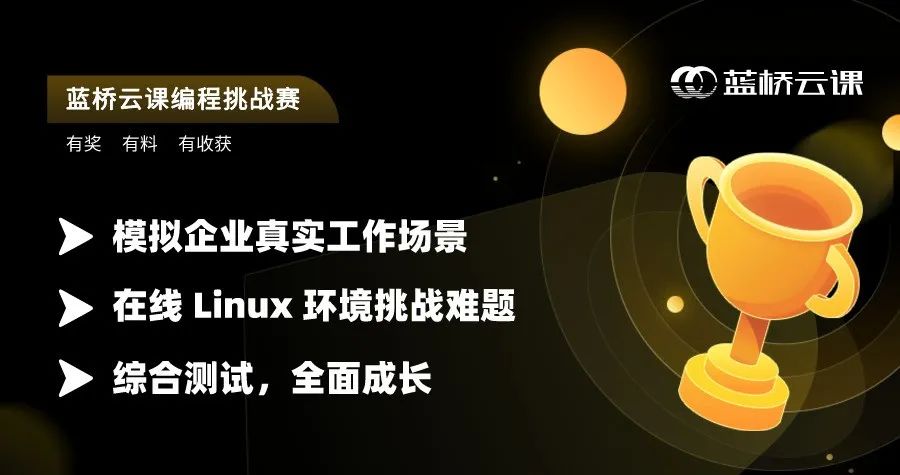 蓝桥云课编程挑战赛
有奖 有料 有收获
蓝桥云课
模拟企业真实工作场景
在线 Linux 环境挑战难题
综合测试，全面成长